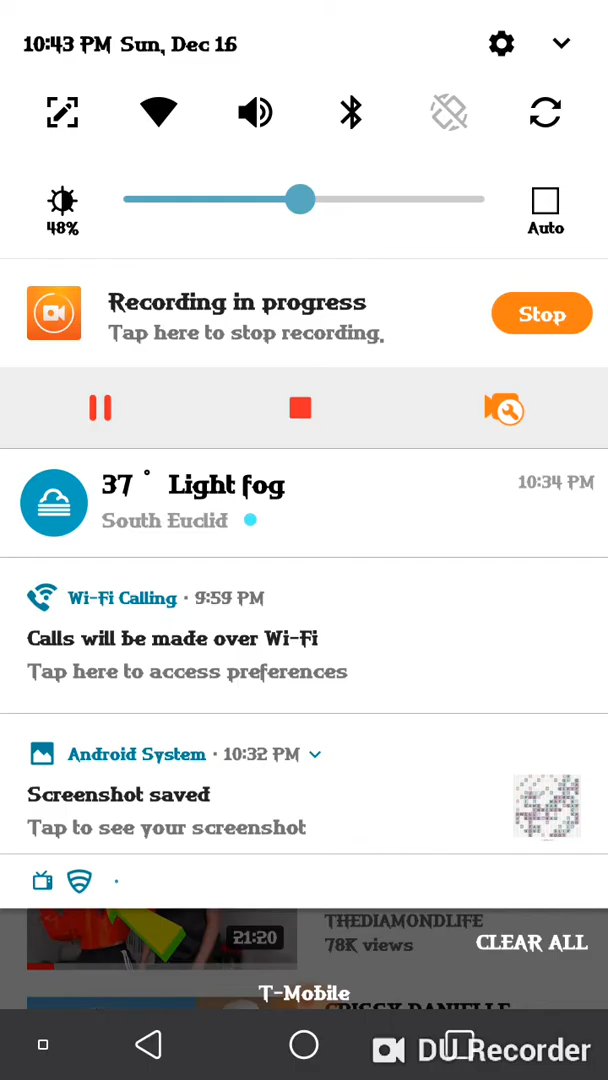 10:43 PM Sun, Dec 16
48%
Auto
Recording in progress
Tap here to stop recording.
Stop
37° Light fog
10:34 PM
South Euclid
Wi-Fi Calling · 9:59 PM
Calls will be made over Wi-Fi
Tap here to access preferences
Android System · 10:32 PM
Screenshot saved
Tap to see your screenshot
21:20
THEDIAMONDLIFE
78K views
CLEAR ALL
T-Mobile
DU Recorder